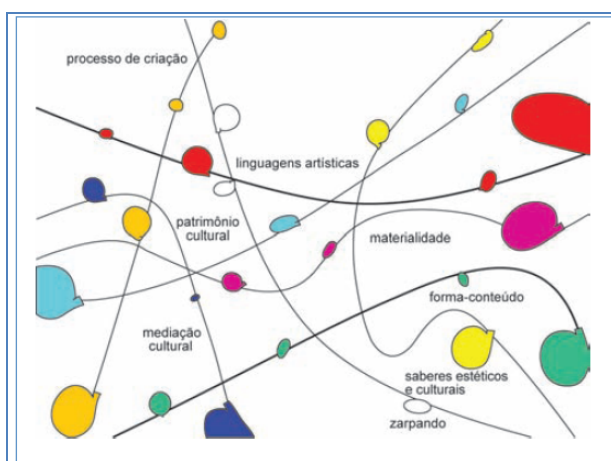 processo de criação
linguagens artísticas
patrimônio
cultural
materialidade
forma-conteúdo
mediação
cultural
saberes estéticos
e culturais
zarpando